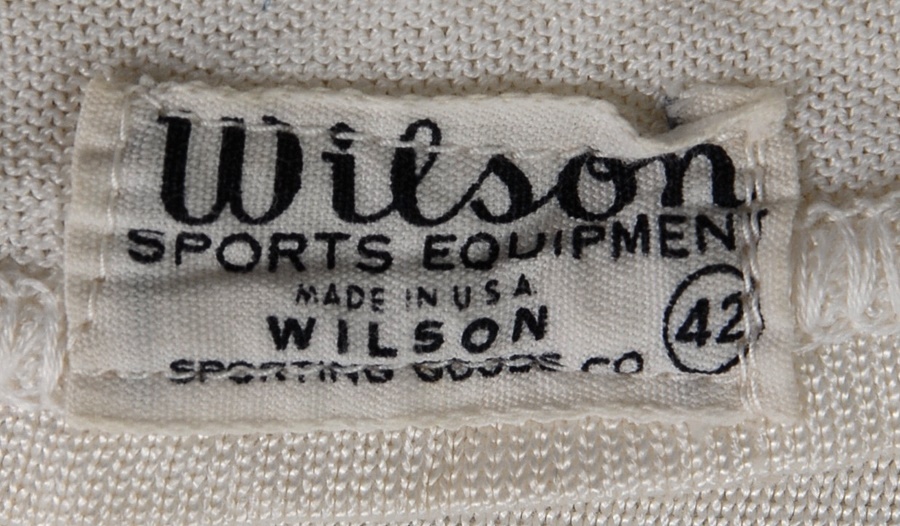 Wilson
SPORTS EQUIPMENT
MADE IN U S A
WILSON
42
SPORTING GOODS CO